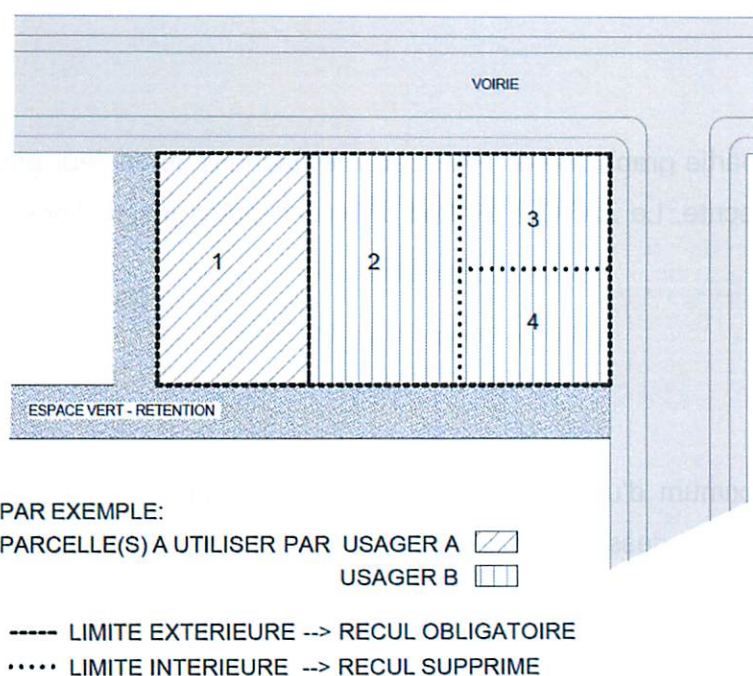 VOIRIE
3
1
2
4
ESPACE VERT - RETENTION
PAR EXEMPLE:
PARCELLE(S) A UTILISER PAR USAGER A
USAGER B
LIMITE EXTERIEURE --> RECUL OBLIGATOIRE
LIMITE INTERIEURE --> RECUL SUPPRIME